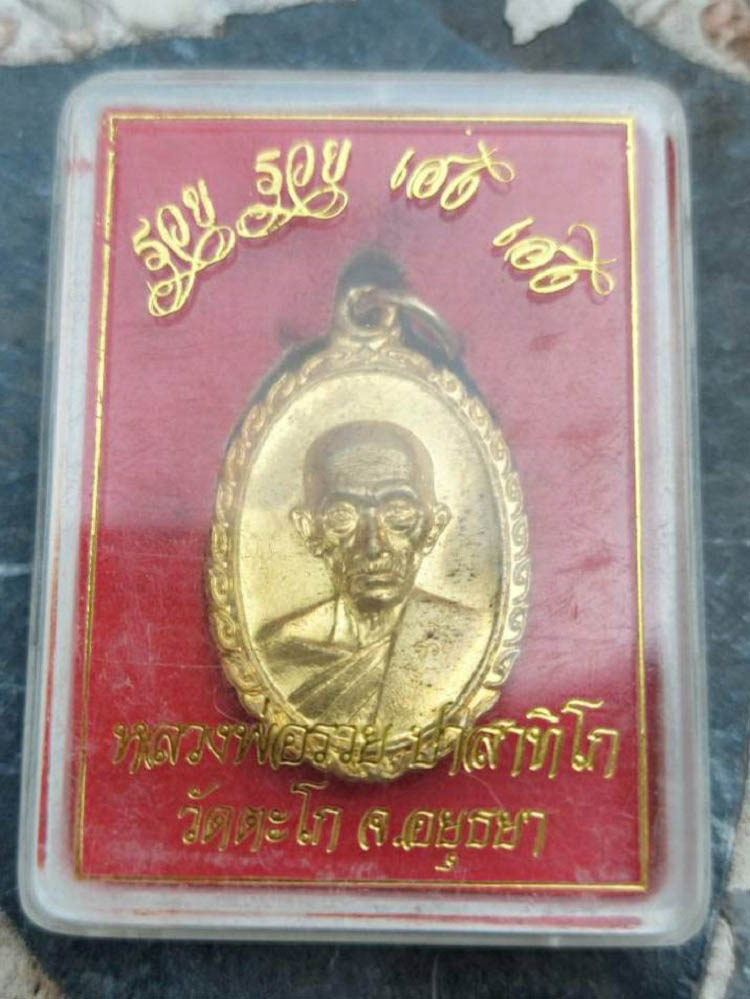 รวย รวย เฮง เฮง
หลวงพ่อรวย ปาสาทิโก
วัดตะโก จ.อยุธยา